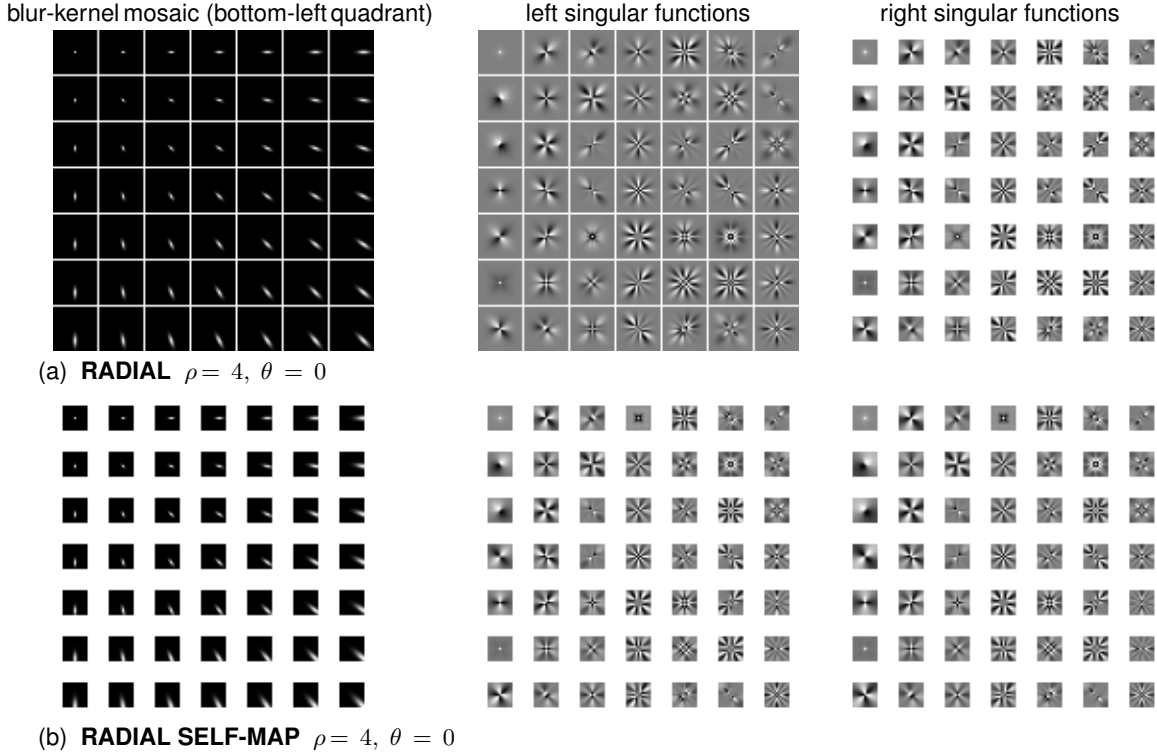 blur-kernel mosaic (bottom-left quadrant) left singular functions right singular functions
(a) RADIAL ρ = 4, θ = 0
(b) RADIAL SELF-MAP ρ = 4, θ = 0